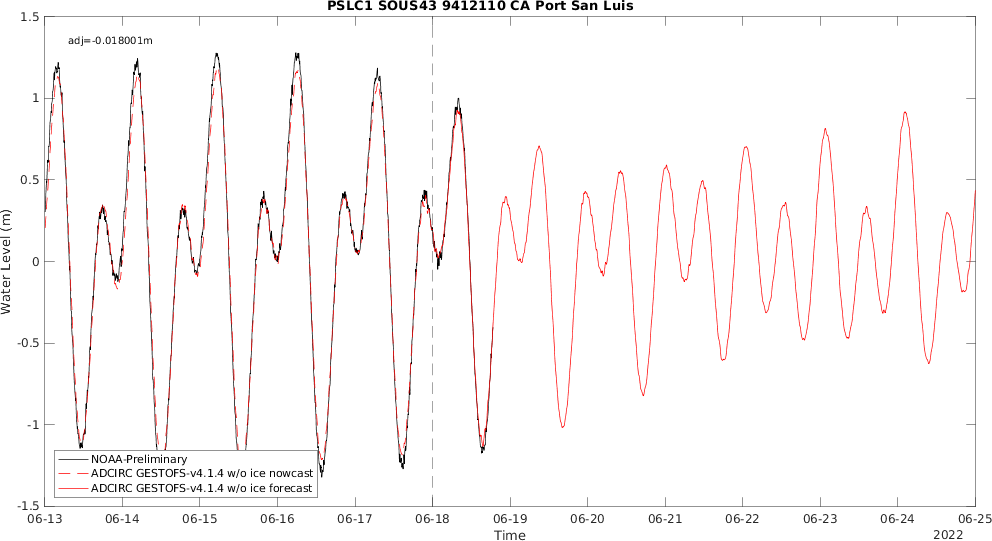 PSLC1 SOUS43 9412110 CA Port San Luis
adj=-0.018001m
1.5
1
0.5
0
-0.5
-1
-1.5
Water Level (m)
NOAA-Preliminary
ADCIRC GESTOFS-v4.1.4 w/o ice nowcast
ADCIRC GESTOFS-v4.1.4 w/o ice forecast
06-13 06-14 06-15 06-16 06-17 06-18 06-19 06-20 06-21 06-22 06-23 06-24 06-25
Time
2022